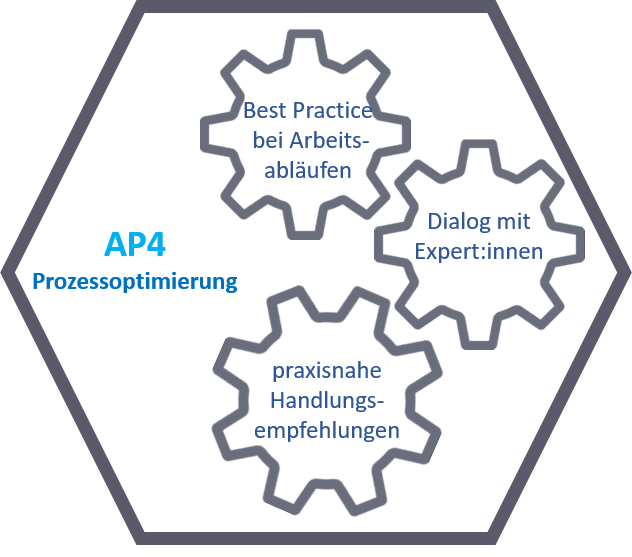 Best Practice
bei Arbeits-
abläufen
Dialog mit
Expert:innen
AP4
Prozessoptimierung
praxisnahe
Handlungs-
empfehlungen